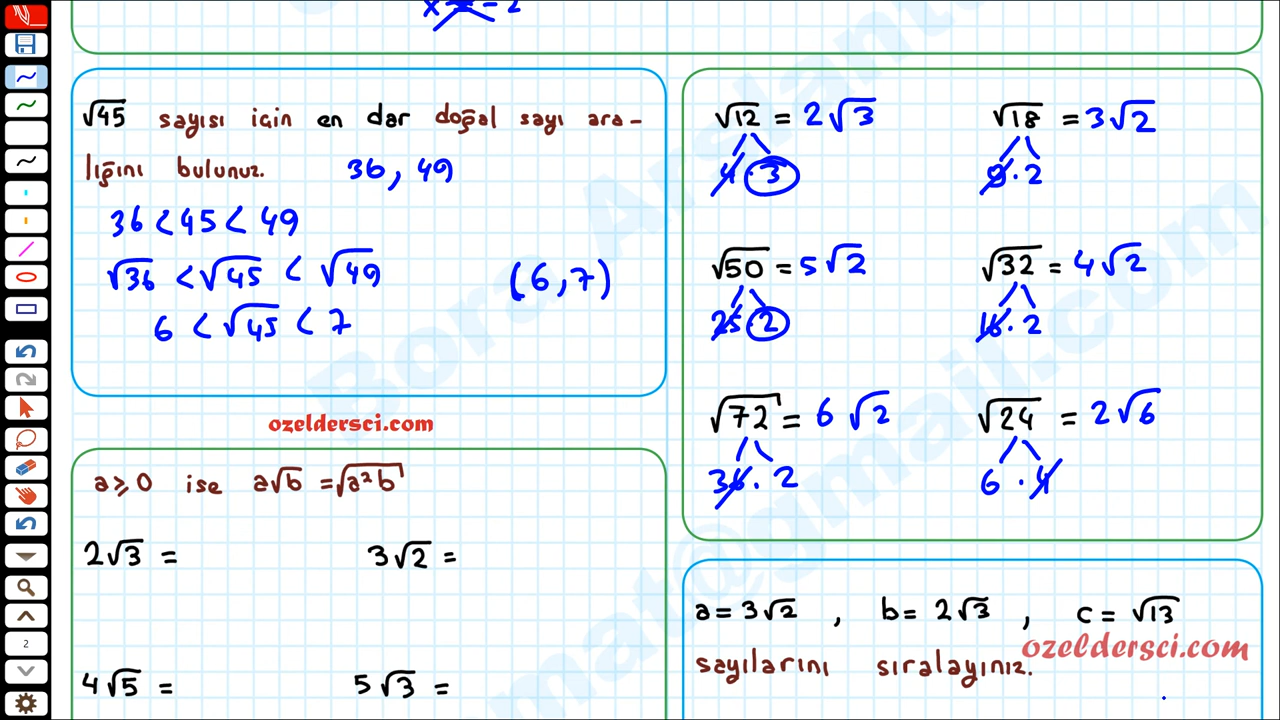 √45 sayısı için en dar doğal sayı ara-
lığını bulunuz. 36, 49
36 < 45 < 49
√36 < √45 < √49 (6,7)
6 < √45 < 7
ozeldersci.com
a ≥ 0 ise a√b = √a²b
2√3 = 3√2 =
4√5 = 5√3 =
√12 = 2√3 √18 = 3√2
4 · 3 9 · 2
√50 = 5√2 √32 = 4√2
25 · 2 16 · 2
√72 = 6√2 √24 = 2√6
36 · 2 6 · 4
a = 3√2 , b = 2√3 , c = √13
ozeldersci.com
sayılarını sıralayınız.
2